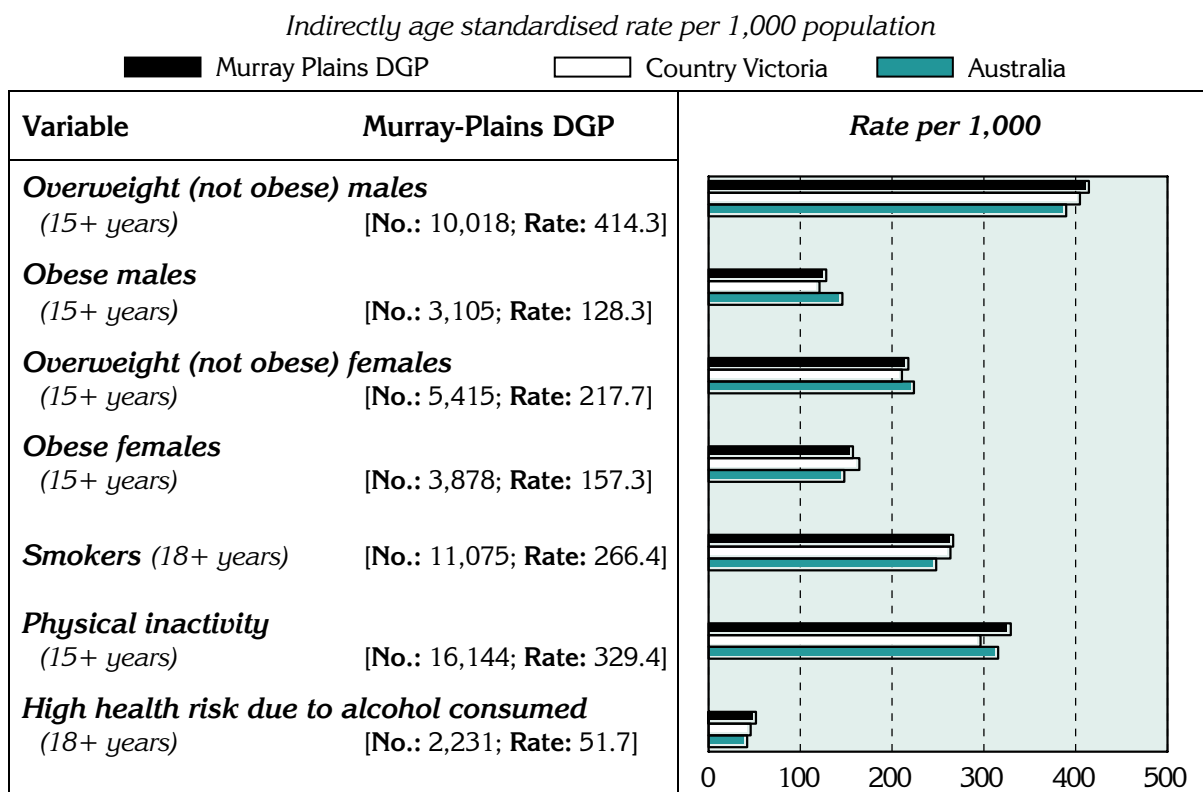 Indirectly age standardised rate per 1,000 population
Murray Plains DGP Country Victoria Australia
Variable Murray-Plains DGP Rate per 1,000
Overweight (not obese) males
(15+ years) [No.: 10,018; Rate: 414.3]
Obese males
(15+ years) [No.: 3,105; Rate: 128.3]
Overweight (not obese) females
(15+ years) [No.: 5,415; Rate: 217.7]
Obese females
(15+ years) [No.: 3,878; Rate: 157.3]
Smokers (18+ years) [No.: 11,075; Rate: 266.4]
Physical inactivity
(15+ years) [No.: 16,144; Rate: 329.4]
High health risk due to alcohol consumed
(18+ years) [No.: 2,231; Rate: 51.7]
0 100 200 300 400 500